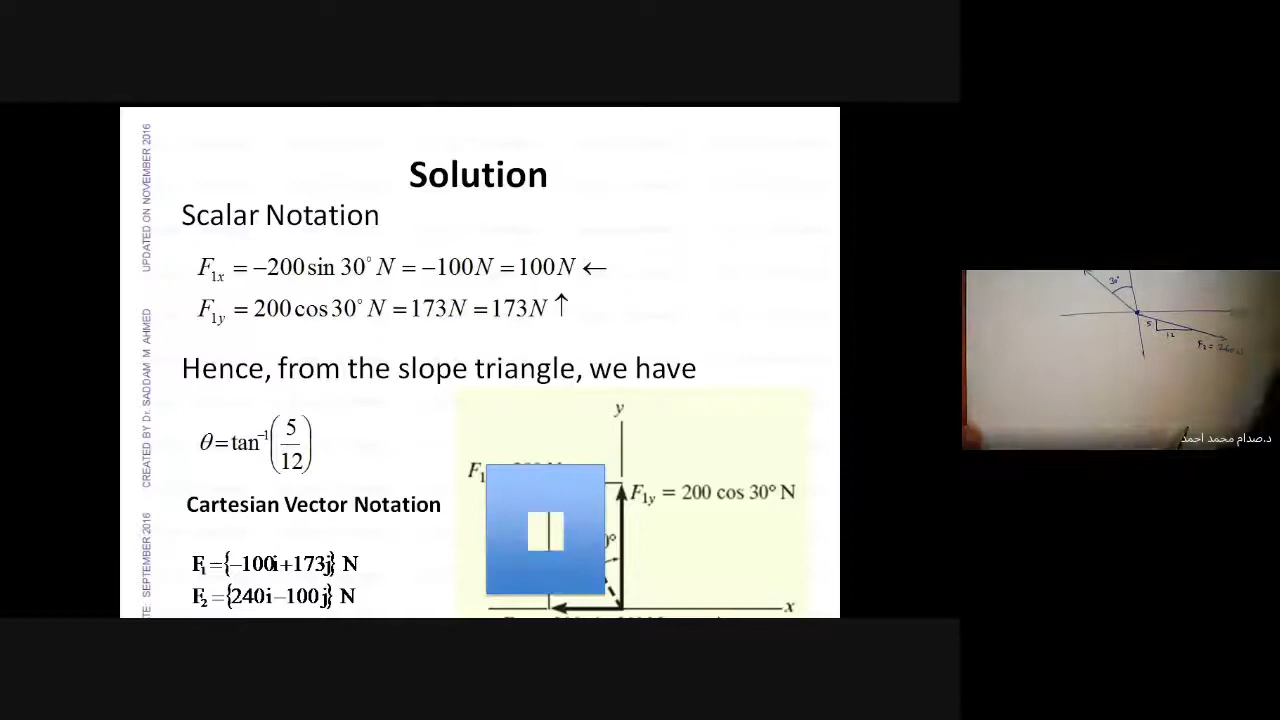 Solution
Scalar Notation
F1x = −200 sin 30° N = −100N = 100N ←
F1y = 200 cos 30° N = 173N = 173N ↑
Hence, from the slope triangle, we have
θ = tan⁻¹(5/12)
Cartesian Vector Notation
F1 = {−100i+173j} N
F2 = {240i−100j} N
y
F1y = 200 cos 30° N
x
UPDATED ON NOVEMBER 2016
CREATED BY Dr. SADDAM M AHMED
SEPTEMBER 2016
30°
5
12
F2 =
د.صدام محمد احمد